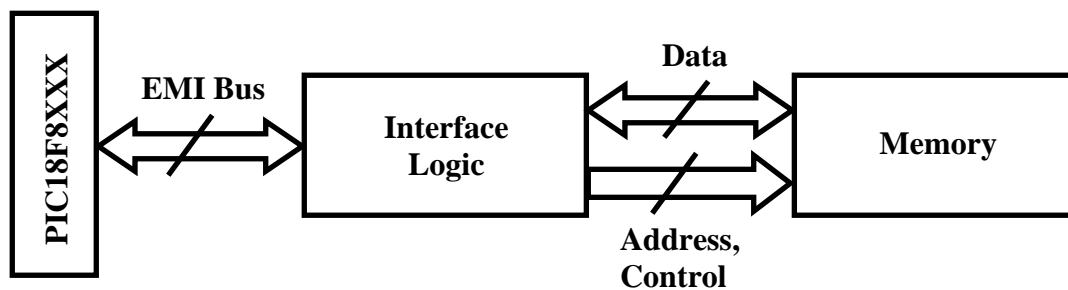 PIC18F8XXX
EMI Bus
Interface
Logic
Data
Address,
Control
Memory